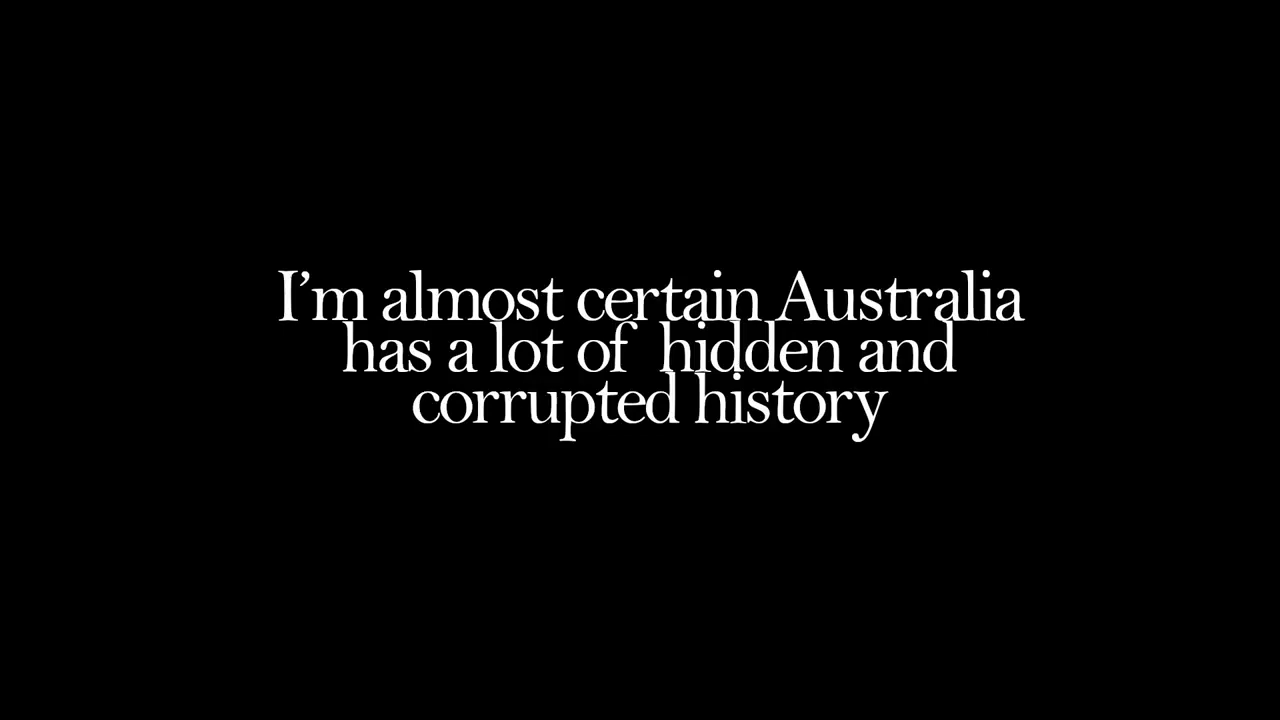 I’m almost certain Australia
has a lot of hidden and
corrupted history